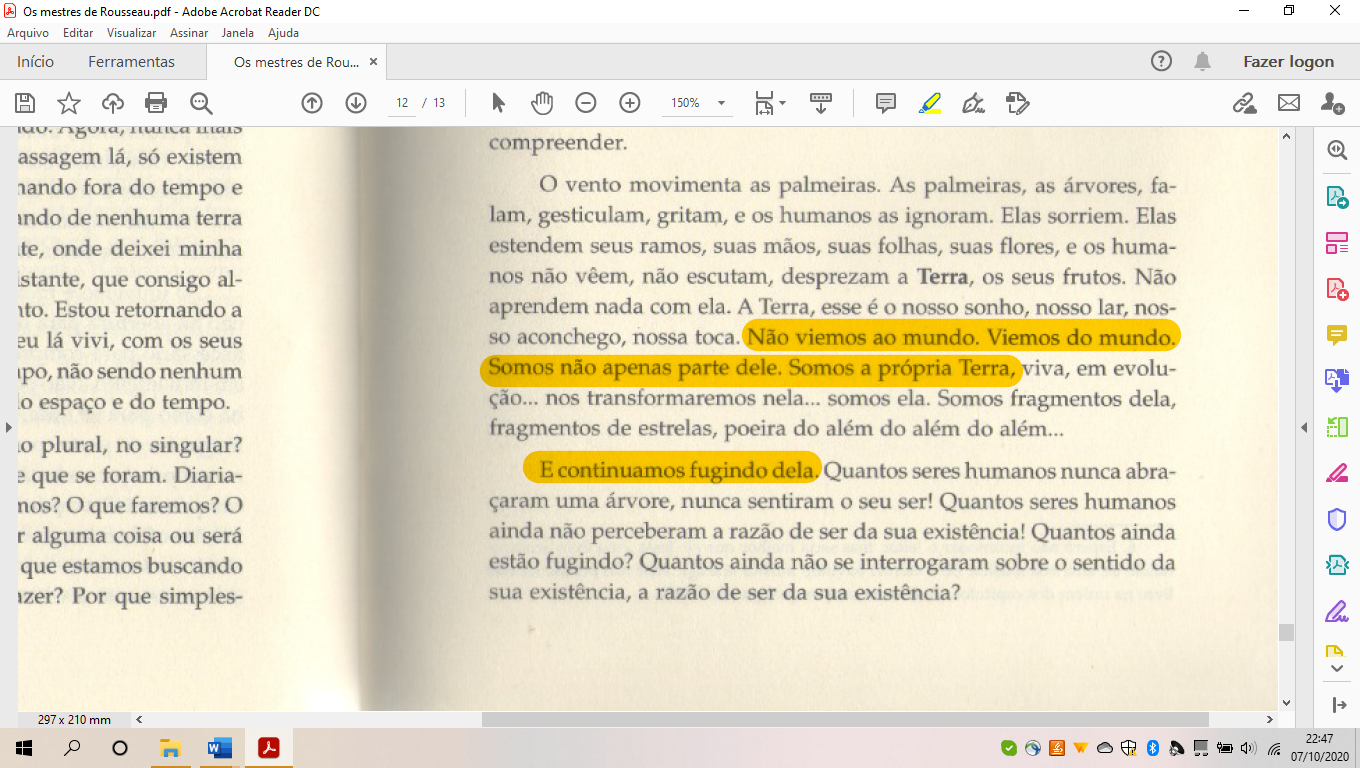 Os mestres de Rousseau.pdf - Adobe Acrobat Reader DC
Arquivo Editar Visualizar Assinar Janela Ajuda
Início Ferramentas Os mestres de Rou... × Fazer logon
12 / 13 150%
Agora, nunca mais
assagem lá, só existem
nando fora do tempo e
ando de nenhuma terra
te, onde deixei minha
istante, que consigo al-
nto. Estou retornando a
eu lá vivi, com os seus
npo, não sendo nenhum
o espaço e do tempo.
o plural, no singular?
e que se foram. Diaria-
nos? O que faremos? O
r alguma coisa ou será
que estamos buscando
azer? Por que simples-
compreender.
O vento movimenta as palmeiras. As palmeiras, as árvores, fa-
lam, gesticulam, gritam, e os humanos as ignoram. Elas sorriem. Elas
estendem seus ramos, suas mãos, suas folhas, suas flores, e os huma-
nos não vêem, não escutam, desprezam a Terra, os seus frutos. Não
aprendem nada com ela. A Terra, esse é o nosso sonho, nosso lar, nos-
so aconchego, nossa toca. Não viemos ao mundo. Viemos do mundo.
Somos não apenas parte dele. Somos a própria Terra, viva, em evolu-
ção... nos transformaremos nela... somos ela. Somos fragmentos dela,
fragmentos de estrelas, poeira do além do além do além...
E continuamos fugindo dela. Quantos seres humanos nunca abra-
çaram uma árvore, nunca sentiram o seu ser! Quantos seres humanos
ainda não perceberam a razão de ser da sua existência! Quantos ainda
estão fugindo? Quantos ainda não se interrogaram sobre o sentido da
sua existência, a razão de ser da sua existência?
297 x 210 mm
22:47
07/10/2020